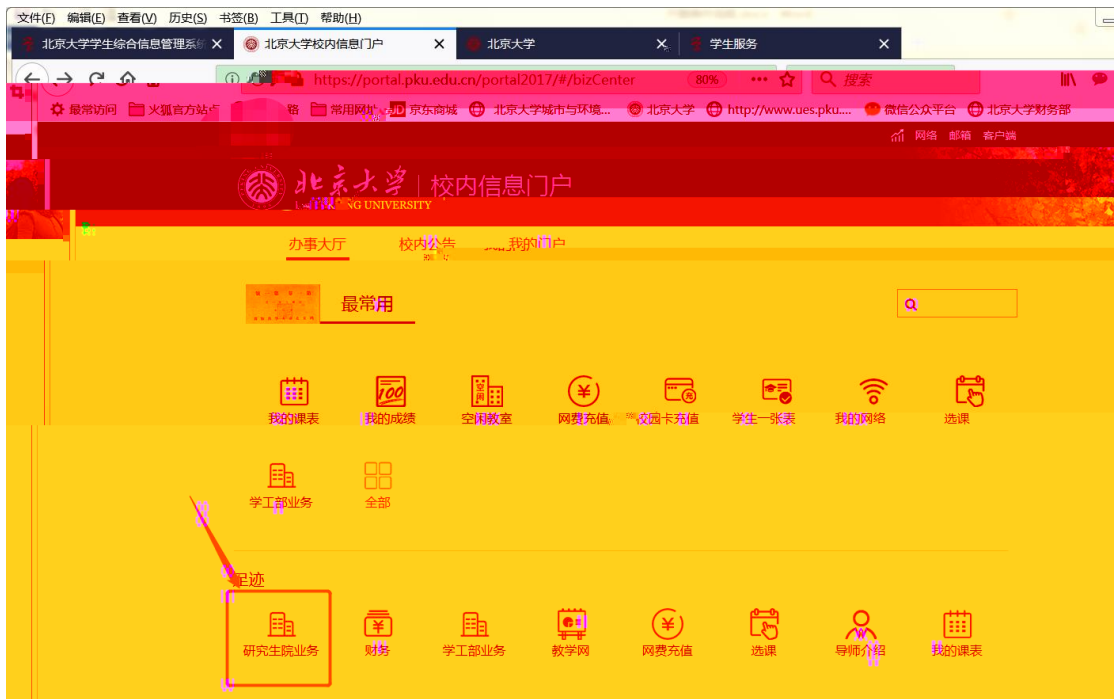 文件(F) 编辑(E) 查看(V) 历史(S) 书签(B) 工具(T) 帮助(H)
北京大学学生综合信息管理系统 北京大学校内信息门户 北京大学 学生服务
https://portal.pku.edu.cn/portal2017/#/bizCenter 80% 搜索
最常访问 火狐官方站点 路 常用网址 JD 京东商城 北京大学城市与环境... 北京大学 http://www.ues.pku.... 微信公众平台 北京大学财务部
网络 邮箱 客户端
北京大学 校内信息门户
NG UNIVERSITY
办事大厅 校内公告 我的门户
最常用
我的课表 我的成绩 空闲教室 网费充值 校园卡充值 学生一张表 我的网络 选课
学工部业务 全部
足迹
研究生院业务 财务 学工部业务 教学网 网费充值 选课 导师介绍 我的课表